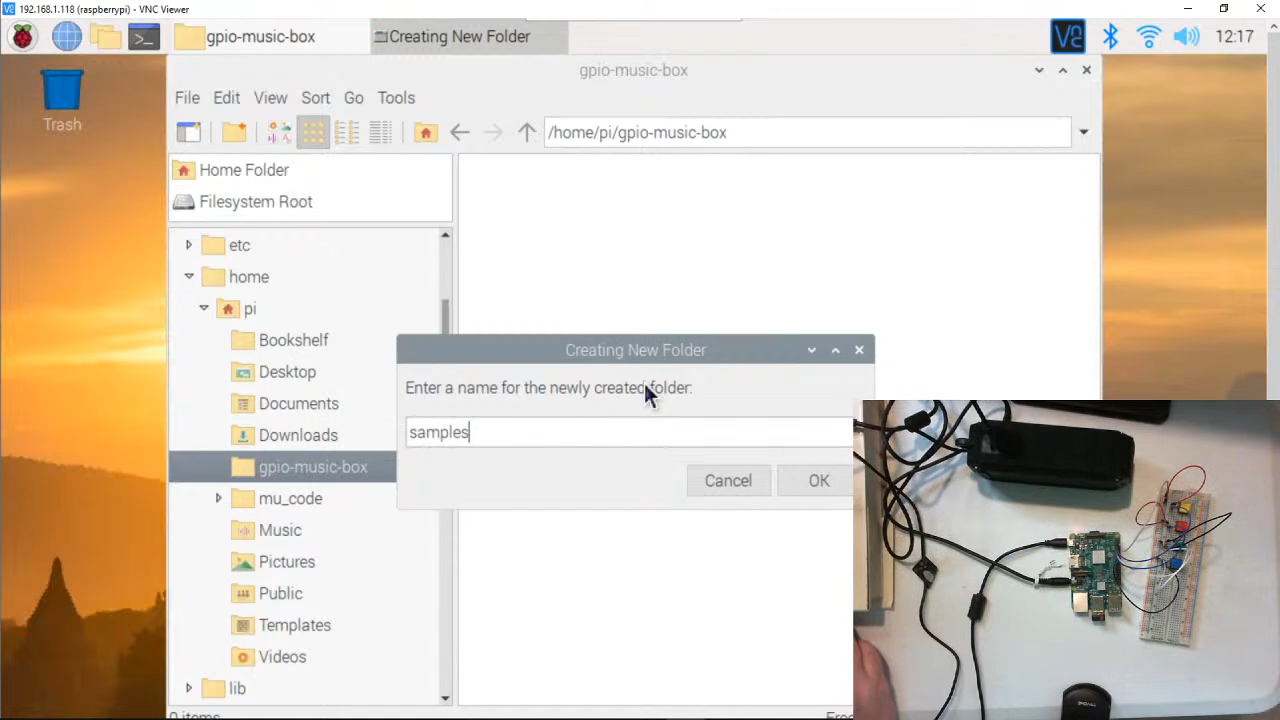 192.168.1.118 (raspberrypi) - VNC Viewer
gpio-music-box
Creating New Folder
12:17
Trash
gpio-music-box
File Edit View Sort Go Tools
/home/pi/gpio-music-box
Home Folder
Filesystem Root
etc
home
pi
Bookshelf
Desktop
Documents
Downloads
gpio-music-box
mu_code
Music
Pictures
Public
Templates
Videos
lib
Creating New Folder
Enter a name for the newly created folder:
samples
Cancel OK
0 items